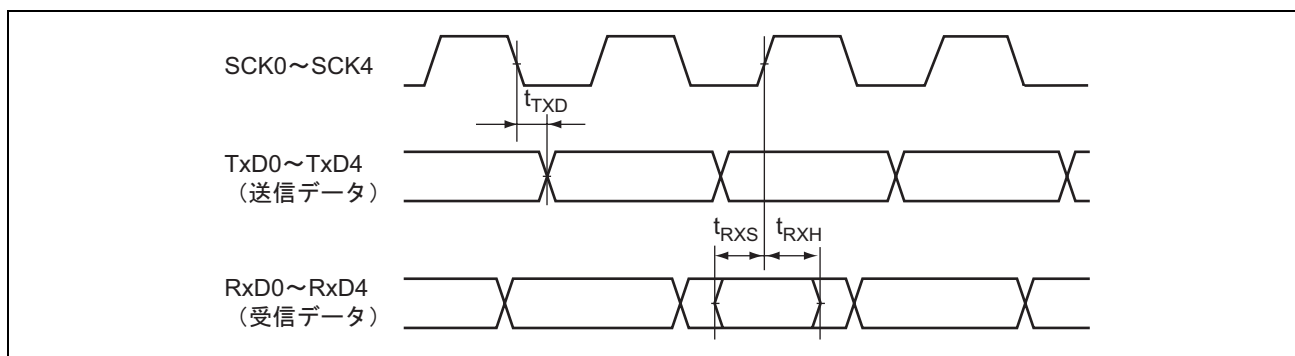 SCK0～SCK4
tTXD
TxD0～TxD4
（送信データ）
tRXS
tRXH
RxD0～RxD4
（受信データ）